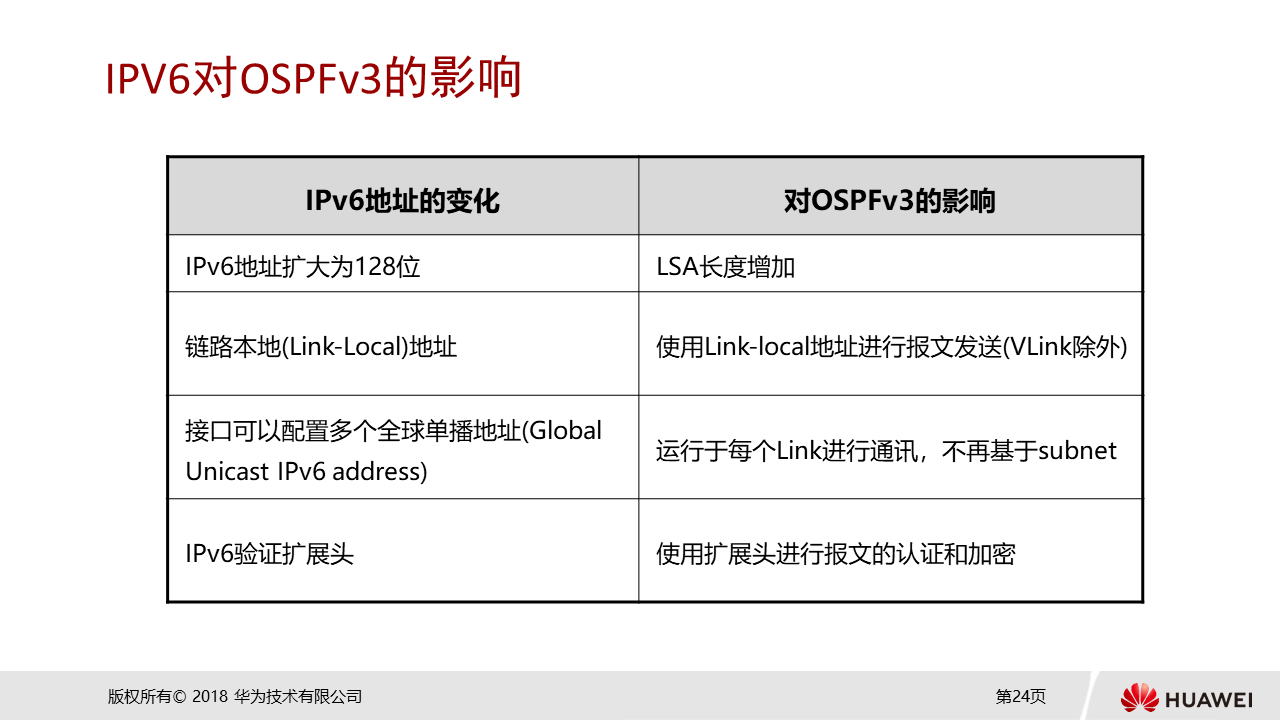 IPV6对OSPFv3的影响
IPv6地址的变化
对OSPFv3的影响
IPv6地址扩大为128位
LSA长度增加
链路本地(Link-Local)地址
使用Link-local地址进行报文发送(VLink除外)
接口可以配置多个全球单播地址(Global
Unicast IPv6 address)
运行于每个Link进行通讯，不再基于subnet
IPv6验证扩展头
使用扩展头进行报文的认证和加密
版权所有© 2018 华为技术有限公司
第24页
HUAWEI